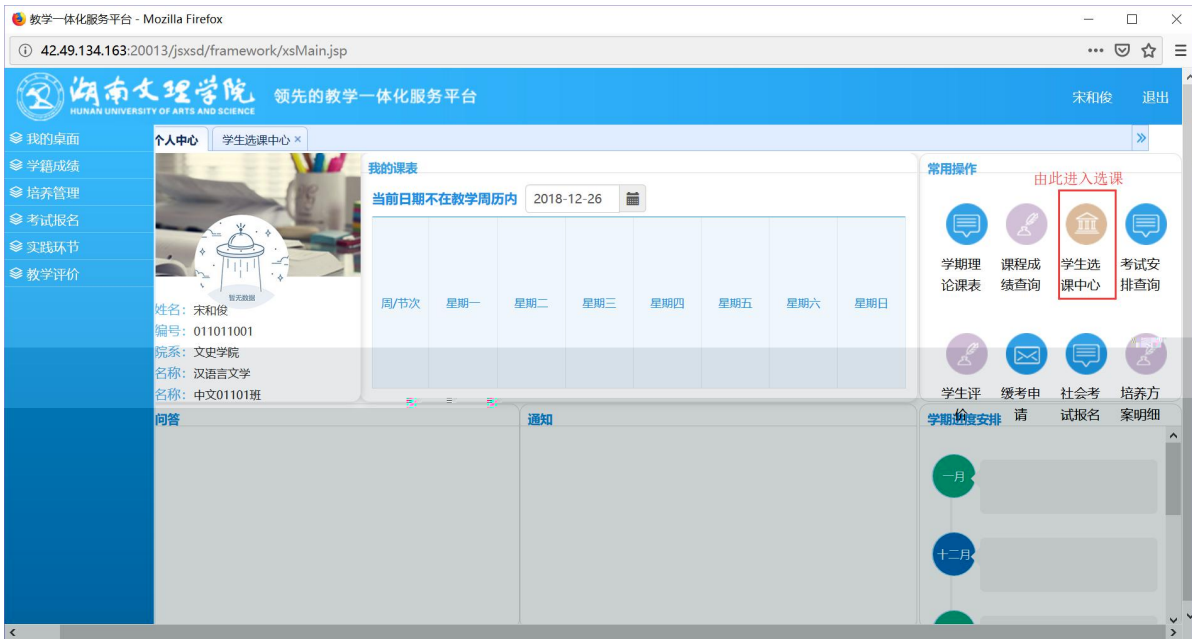 教学一体化服务平台 - Mozilla Firefox
42.49.134.163:20013/jsxsd/framework/xsMain.jsp
湖南文理学院
HUNAN UNIVERSITY OF ARTS AND SCIENCE
领先的教学一体化服务平台
宋和俊 退出
我的桌面
学籍成绩
培养管理
考试报名
实践环节
教学评价
个人中心 学生选课中心 ×
暂无数据
姓名：宋和俊
编号：011011001
院系：文史学院
名称：汉语言文学
名称：中文01101班
我的课表
当前日期不在教学周历内 2018-12-26
周/节次 星期一 星期二 星期三 星期四 星期五 星期六 星期日
常用操作
由此进入选课
学期理论课表
课程成绩查询
学生选课中心
考试安排查询
学生评价
缓考申请
社会考试报名
培养方案明细
问答
通知
学期进度安排
一月
十二月